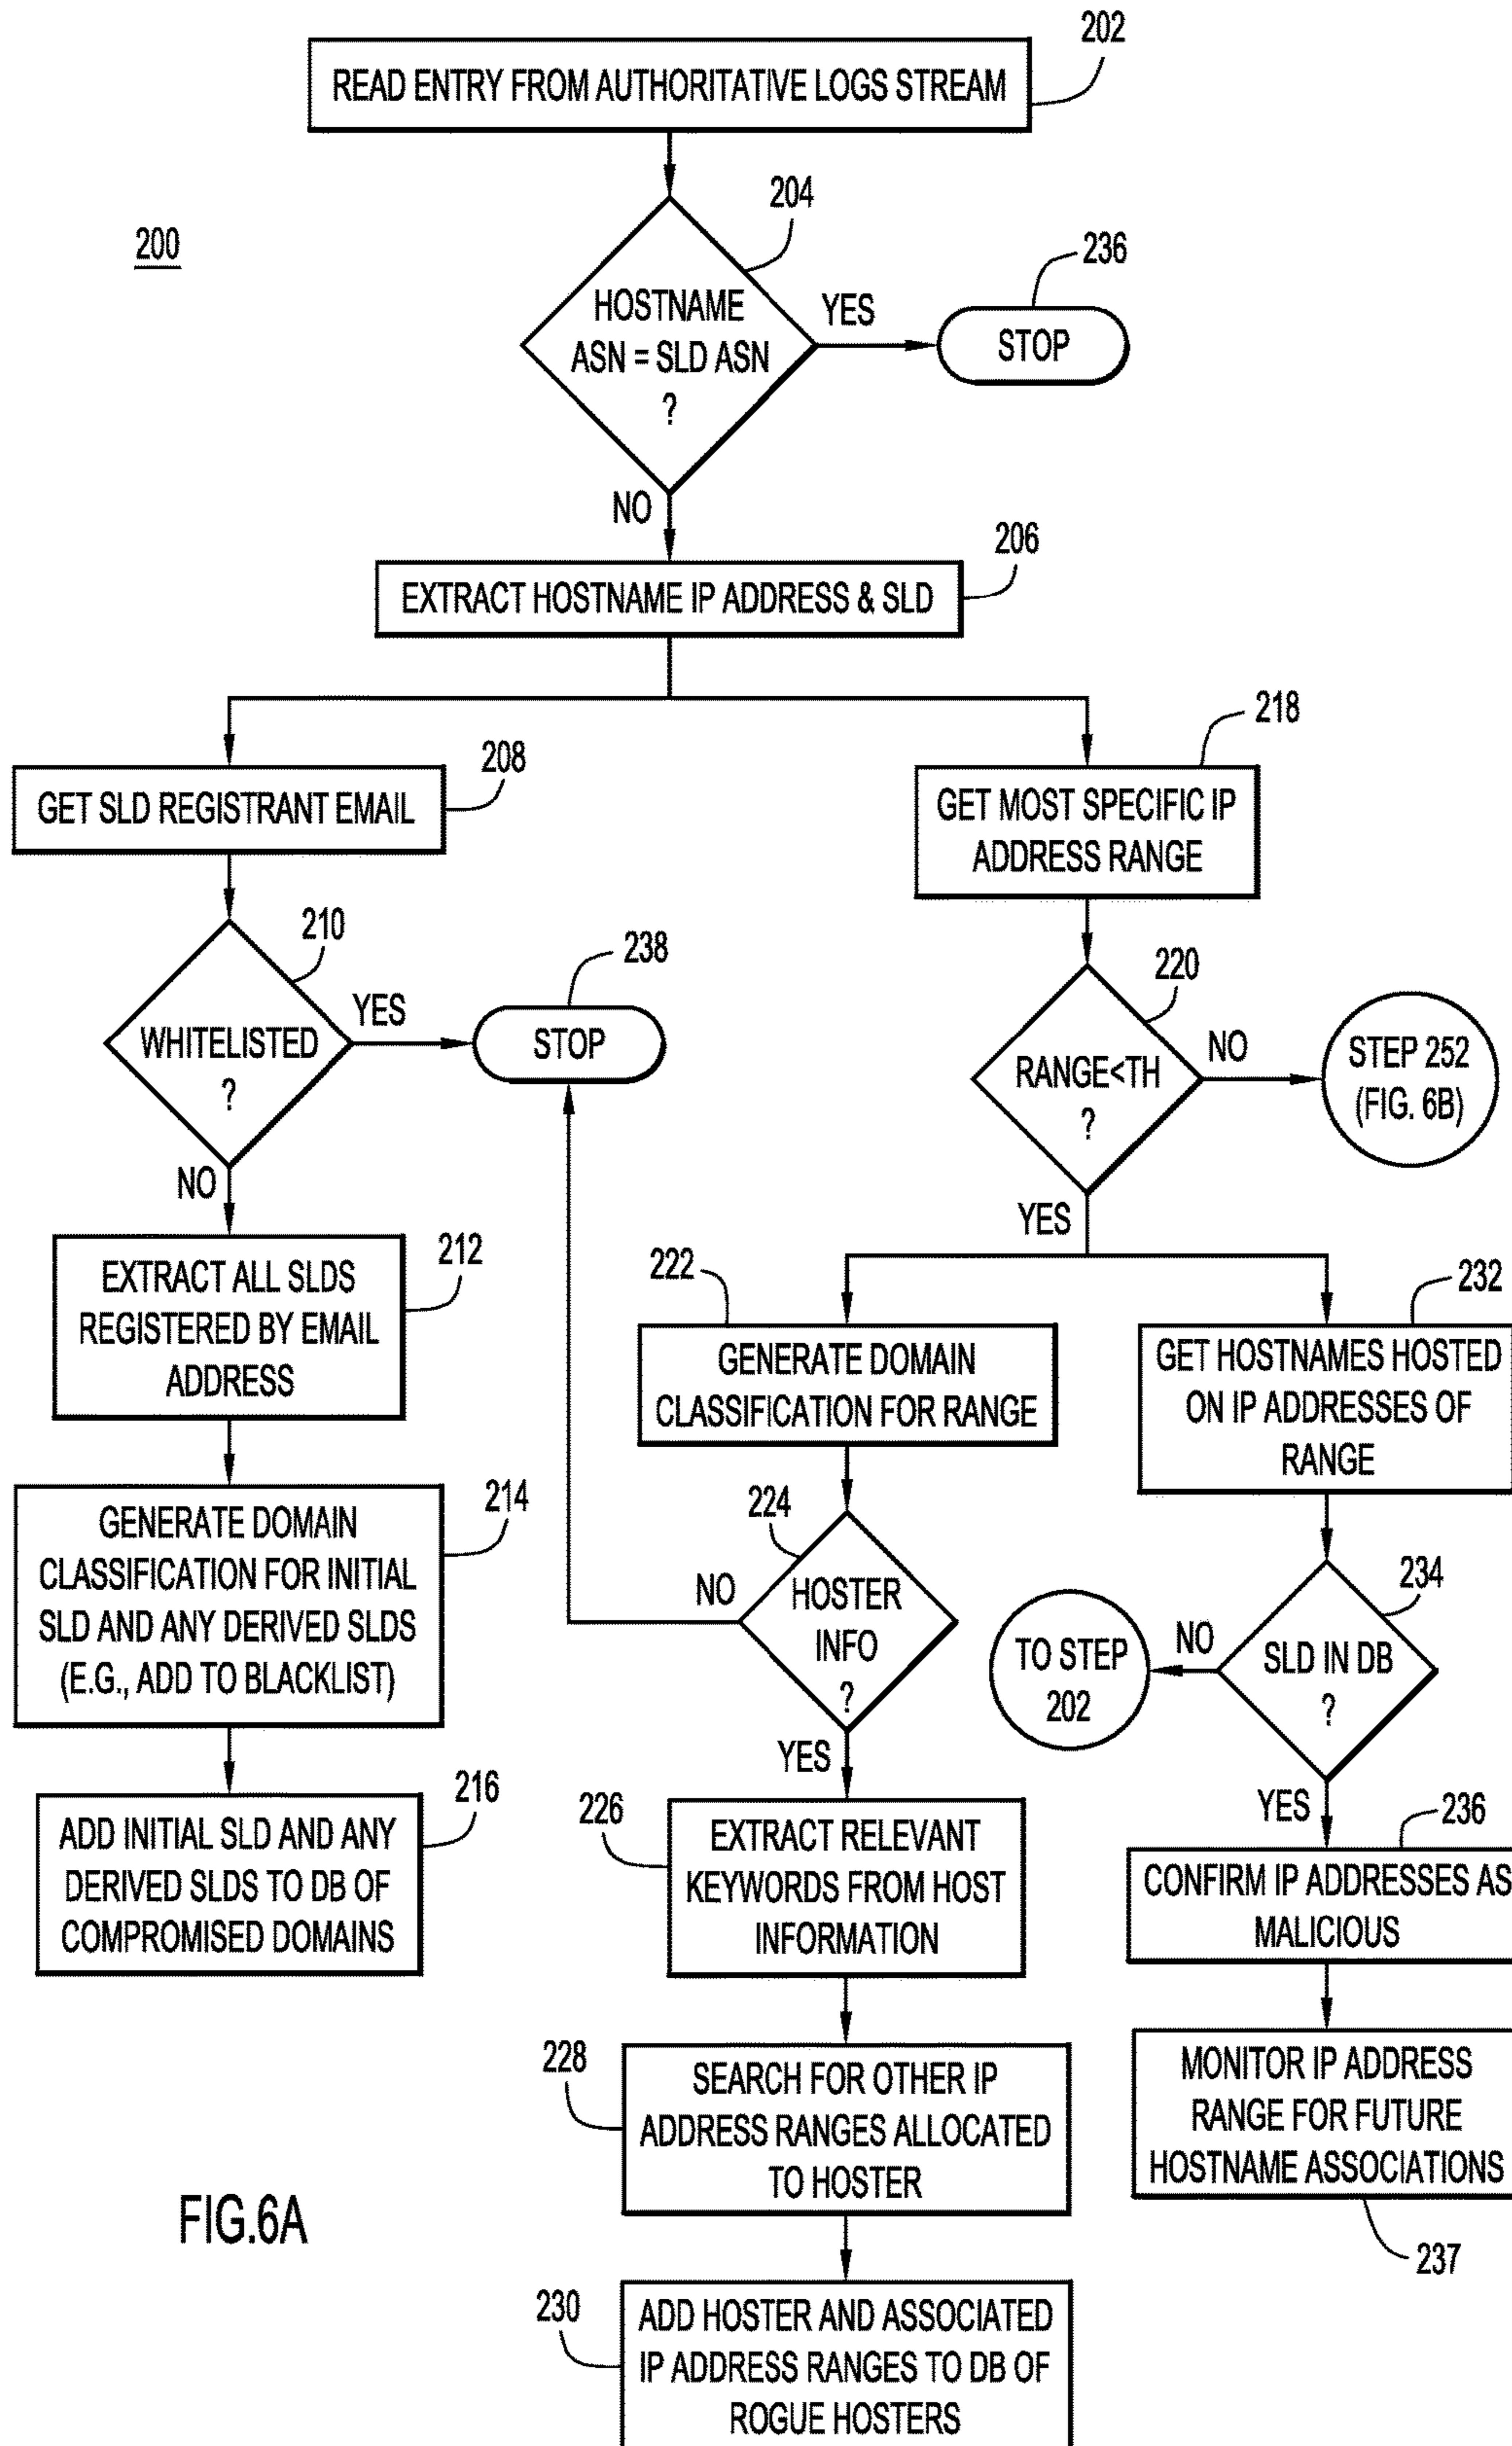 202
READ ENTRY FROM AUTHORITATIVE LOGS STREAM
204
200
236
HOSTNAME
ASN = SLD ASN
?
YES
STOP
NO
206
EXTRACT HOSTNAME IP ADDRESS & SLD
218
208
GET SLD REGISTRANT EMAIL
GET MOST SPECIFIC IP
ADDRESS RANGE
210
WHITELISTED
?
YES
238
STOP
NO
220
RANGE<TH
?
NO
STEP 252
(FIG. 6B)
YES
212
EXTRACT ALL SLDS
REGISTERED BY EMAIL
ADDRESS
222
GENERATE DOMAIN
CLASSIFICATION FOR RANGE
232
GET HOSTNAMES HOSTED
ON IP ADDRESSES OF
RANGE
214
GENERATE DOMAIN
CLASSIFICATION FOR INITIAL
SLD AND ANY DERIVED SLDS
(E.G., ADD TO BLACKLIST)
224
NO
HOSTER
INFO
?
YES
234
SLD IN DB
?
NO
TO STEP
202
YES
216
ADD INITIAL SLD AND ANY
DERIVED SLDS TO DB OF
COMPROMISED DOMAINS
226
EXTRACT RELEVANT
KEYWORDS FROM HOST
INFORMATION
236
CONFIRM IP ADDRESSES AS
MALICIOUS
228
SEARCH FOR OTHER IP
ADDRESS RANGES ALLOCATED
TO HOSTER
MONITOR IP ADDRESS
RANGE FOR FUTURE
HOSTNAME ASSOCIATIONS
237
FIG.6A
230
ADD HOSTER AND ASSOCIATED
IP ADDRESS RANGES TO DB OF
ROGUE HOSTERS